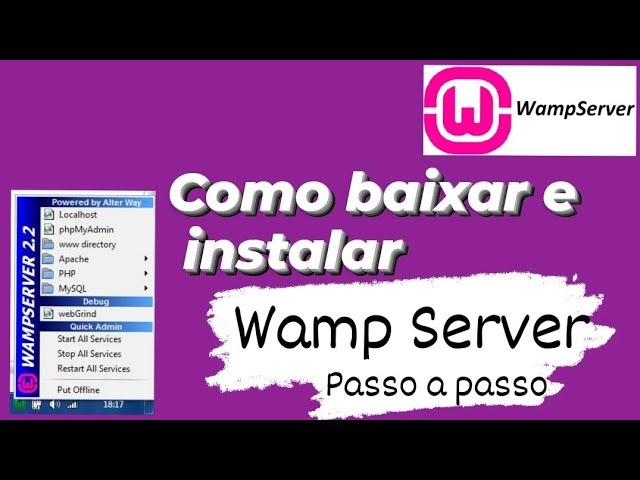 WampServer
Como baixar e
instalar
Wamp Server
Passo a passo
WAMPSERVER 2.2
Powered by Alter Way
Localhost
phpMyAdmin
www directory
Apache
PHP
MySQL
Debug
webGrind
Quick Admin
Start All Services
Stop All Services
Restart All Services
Put Offline
18:17